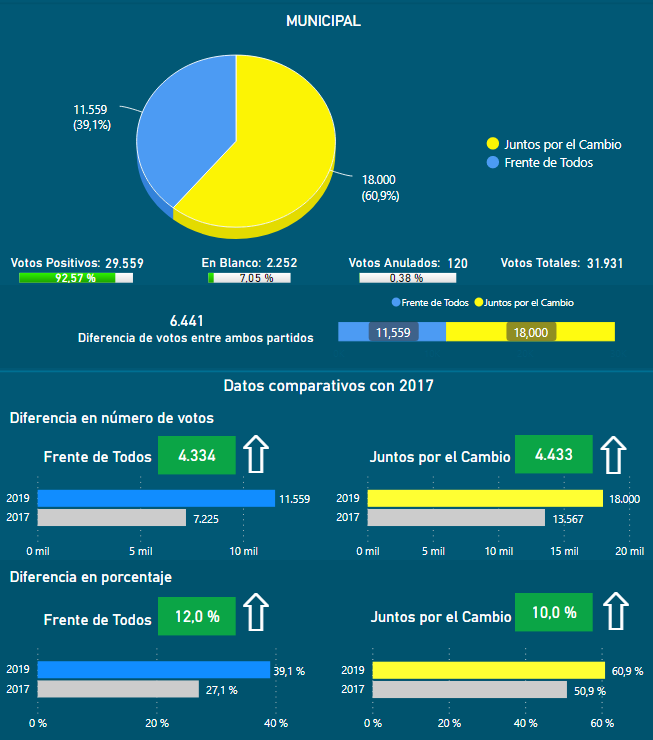 MUNICIPAL
11.559
(39,1%)
18.000
(60,9%)
Juntos por el Cambio
Frente de Todos
Votos Positivos: 29.559
92,57 %
En Blanco: 2.252
7,05 %
Votos Anulados: 120
0,38 %
Votos Totales: 31.931
6.441
Diferencia de votos entre ambos partidos
Frente de Todos Juntos por el Cambio
11,559 18,000
Datos comparativos con 2017
Diferencia en número de votos
Frente de Todos 4.334
2019 11.559
2017 7.225
0 mil 5 mil 10 mil
Juntos por el Cambio 4.433
2019 18.000
2017 13.567
0 mil 5 mil 10 mil 15 mil 20 mil
Diferencia en porcentaje
Frente de Todos 12,0 %
2019 39,1 %
2017 27,1 %
0 % 20 % 40 %
Juntos por el Cambio 10,0 %
2019 60,9 %
2017 50,9 %
0 % 20 % 40 % 60 %